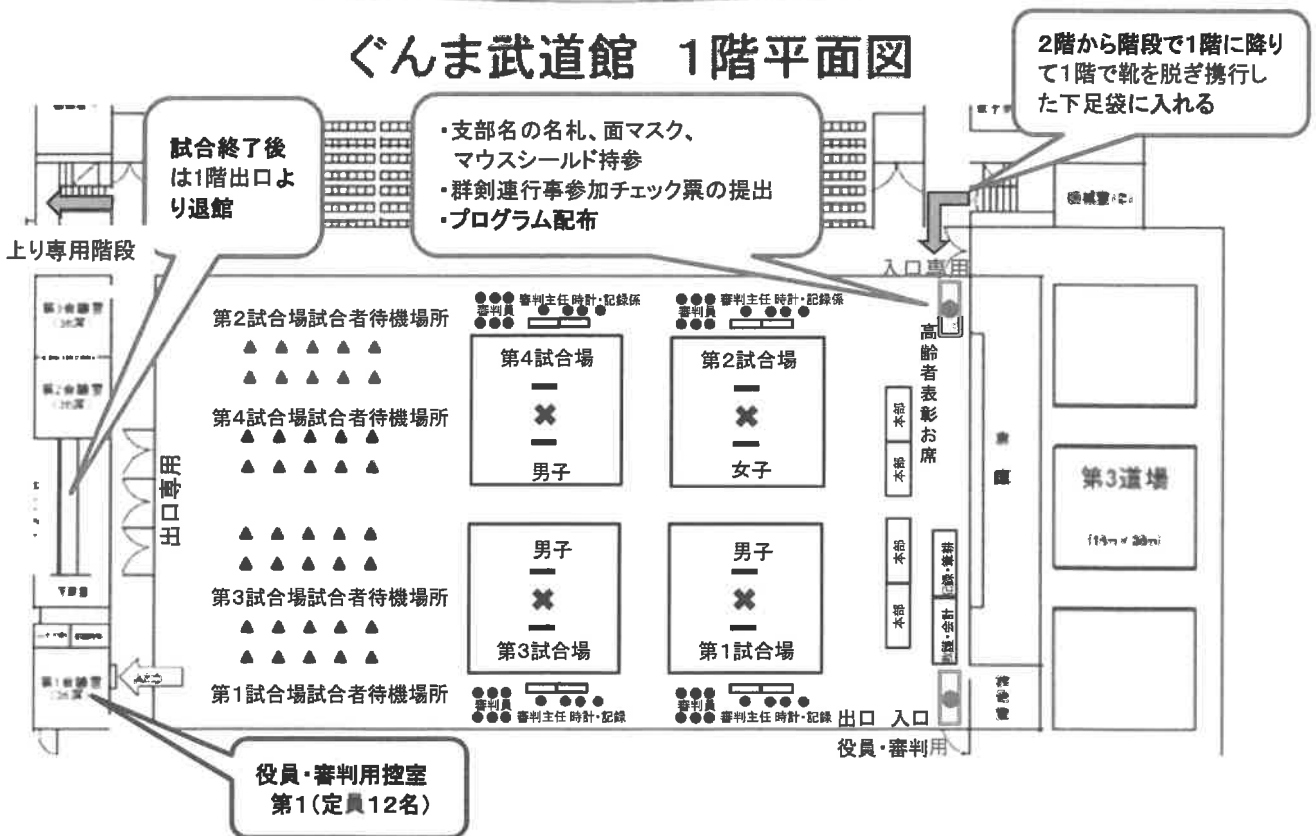 ぐんま武道館 1階平面図
2階から階段で1階に降り
て1階で靴を脱ぎ携行し
た下足袋に入れる
試合終了後
は1階出口よ
り退館
・支部名の名札、面マスク、
マウスシールド持参
・群剣連行事参加チェック票の提出
・プログラム配布
上り専用階段
入口専用
第2試合場試合者待機場所
審判員
審判主任 時計・記録係
審判員
審判主任 時計・記録係
第4試合場
男子
第2試合場
女子
高齢者表彰お席
本部
本部
第4試合場試合者待機場所
出口専用
第3道場
男子
第3試合場
男子
第1試合場
本部
本部
記録・筆耕
第3試合場試合者待機場所
第1試合場試合者待機場所
審判員
審判主任 時計・記録
審判員
審判主任 時計・記録
出口 入口
役員・審判用
役員・審判用控室
第1(定員12名)